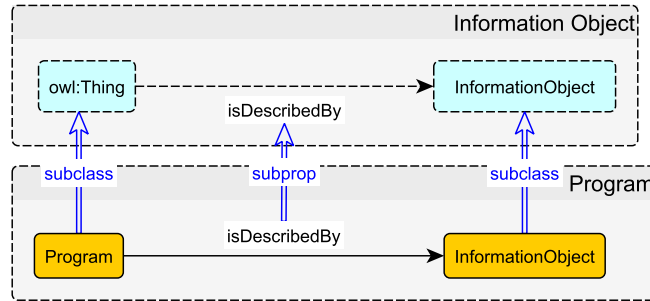 Information Object
owl:Thing
InformationObject
isDescribedBy
subclass
subprop
subclass
Program
isDescribedBy
Program
InformationObject